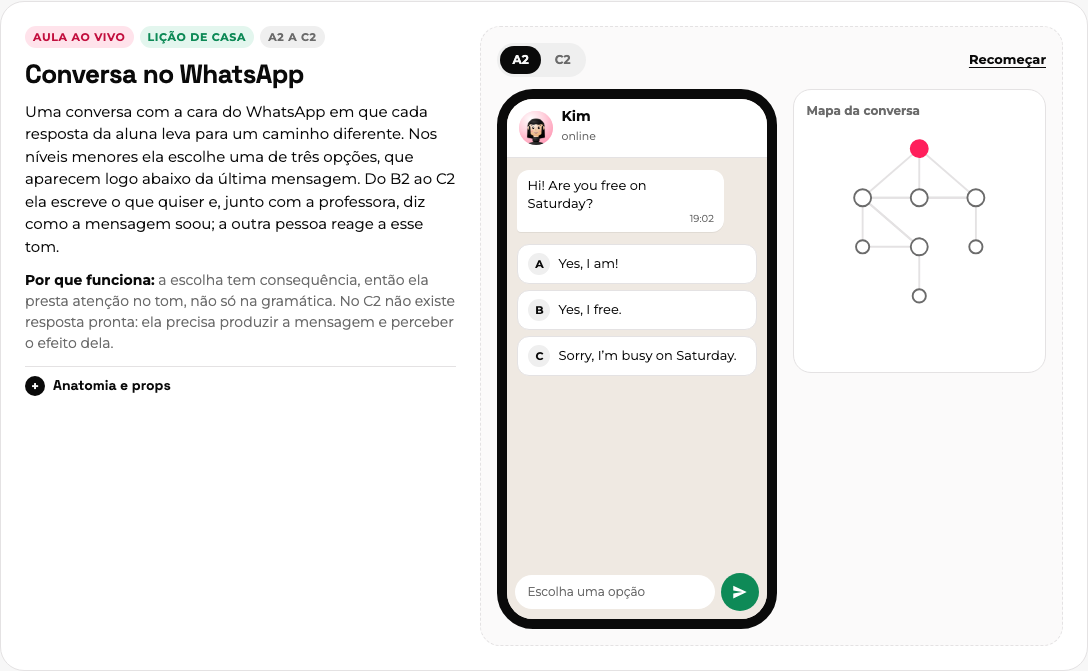 AULA AO VIVO
LIÇÃO DE CASA
A2 A C2
Conversa no WhatsApp
Uma conversa com a cara do WhatsApp em que cada
resposta da aluna leva para um caminho diferente. Nos
níveis menores ela escolhe uma de três opções, que
aparecem logo abaixo da última mensagem. Do B2 ao C2
ela escreve o que quiser e, junto com a professora, diz
como a mensagem soou; a outra pessoa reage a esse
tom.
Por que funciona: a escolha tem consequência, então ela
presta atenção no tom, não só na gramática. No C2 não existe
resposta pronta: ela precisa produzir a mensagem e perceber
o efeito dela.
+ Anatomia e props
A2
C2
Recomeçar
Kim
online
Hi! Are you free on
Saturday?
19:02
A Yes, I am!
B Yes, I free.
C Sorry, I’m busy on Saturday.
Escolha uma opção
Mapa da conversa